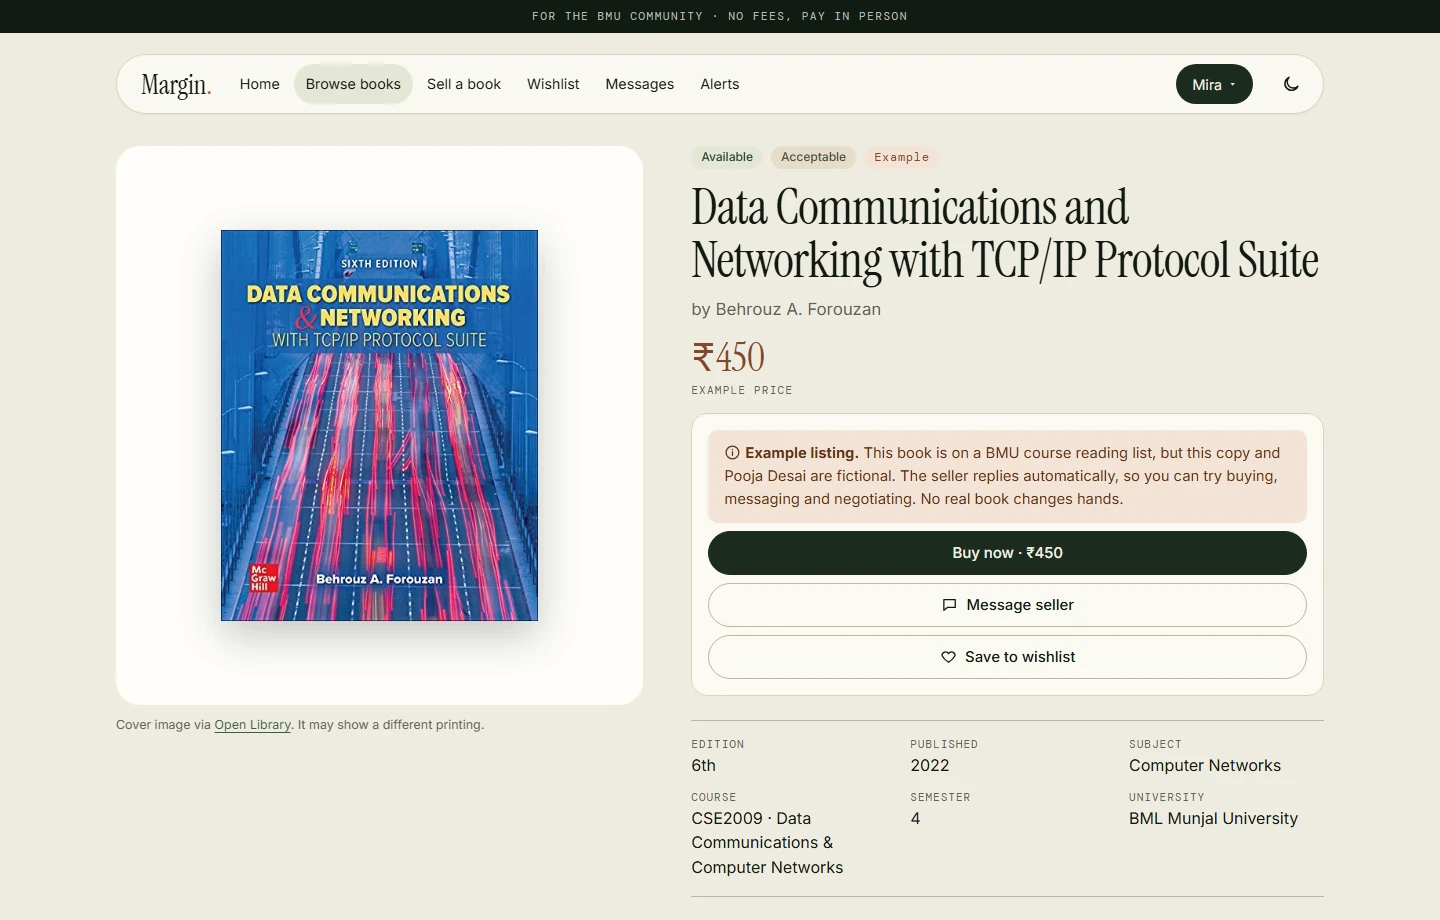 FOR THE BMU COMMUNITY · NO FEES, PAY IN PERSON
Margin.
Home
Browse books
Sell a book
Wishlist
Messages
Alerts
Mira
SIXTH EDITION
DATA COMMUNICATIONS
& NETWORKING
WITH TCP/IP PROTOCOL SUITE
Mc
Graw
Hill
Behrouz A. Forouzan
Cover image via Open Library. It may show a different printing.
Available
Acceptable
Example
Data Communications and
Networking with TCP/IP Protocol Suite
by Behrouz A. Forouzan
₹450
EXAMPLE PRICE
Example listing. This book is on a BMU course reading list, but this copy and
Pooja Desai are fictional. The seller replies automatically, so you can try buying,
messaging and negotiating. No real book changes hands.
Buy now · ₹450
Message seller
Save to wishlist
EDITION
6th
PUBLISHED
2022
SUBJECT
Computer Networks
COURSE
CSE2009 · Data
Communications &
Computer Networks
SEMESTER
4
UNIVERSITY
BML Munjal University